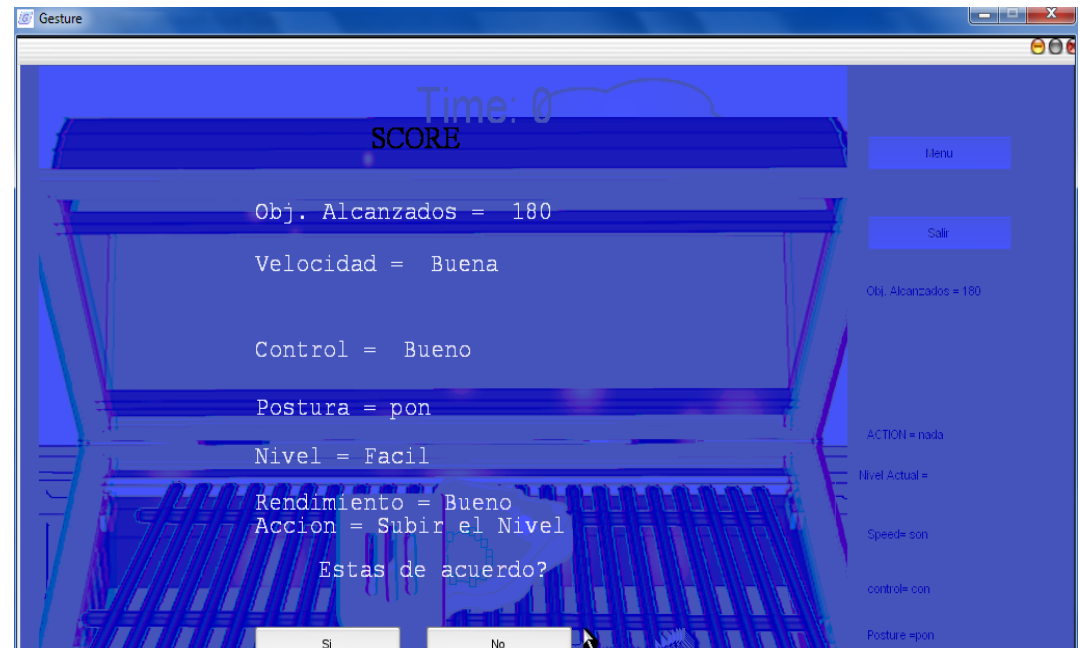 Gesture
Time: 0
SCORE
Obj. Alcanzados = 180
Velocidad = Buena
Control = Bueno
Postura = pon
Nivel = Facil
Rendimiento = Bueno
Accion = Subir el Nivel
Estas de acuerdo?
Si
No
Menu
Salir
Obj. Alcanzados = 180
ACTION = nada
Nivel Actual =
Speed= son
control= con
Posture =pon